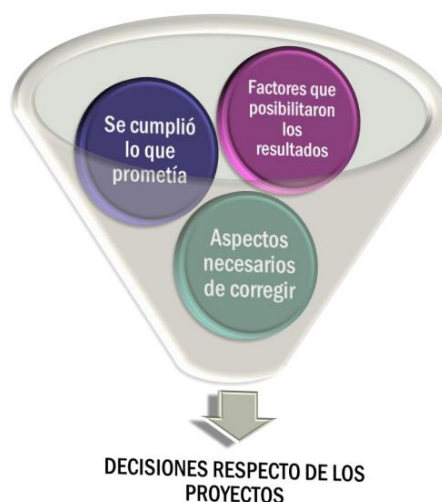 Se cumplió
lo que
prometía
Factores que
posibilitaron
los
resultados
Aspectos
necesarios
de corregir
DECISIONES RESPECTO DE LOS
PROYECTOS